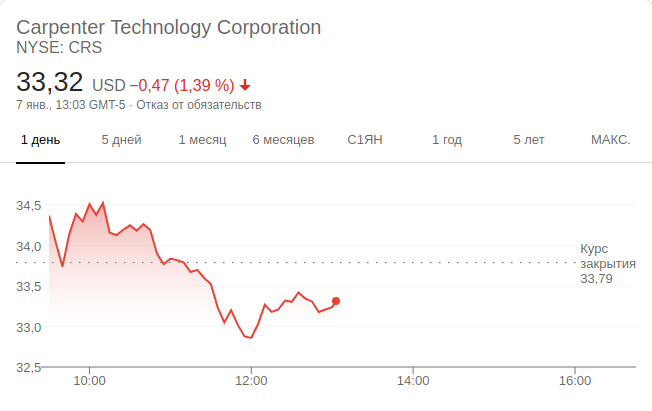 Carpenter Technology Corporation
NYSE: CRS
33,32 USD −0,47 (1,39 %)
7 янв., 13:03 GMT-5 · Отказ от обязательств
1 день 5 дней 1 месяц 6 месяцев С1ЯН 1 год 5 лет МАКС.
34,5
34,0
Курс
закрытия
33,79
33,5
33,0
32,5
10:00 12:00 14:00 16:00